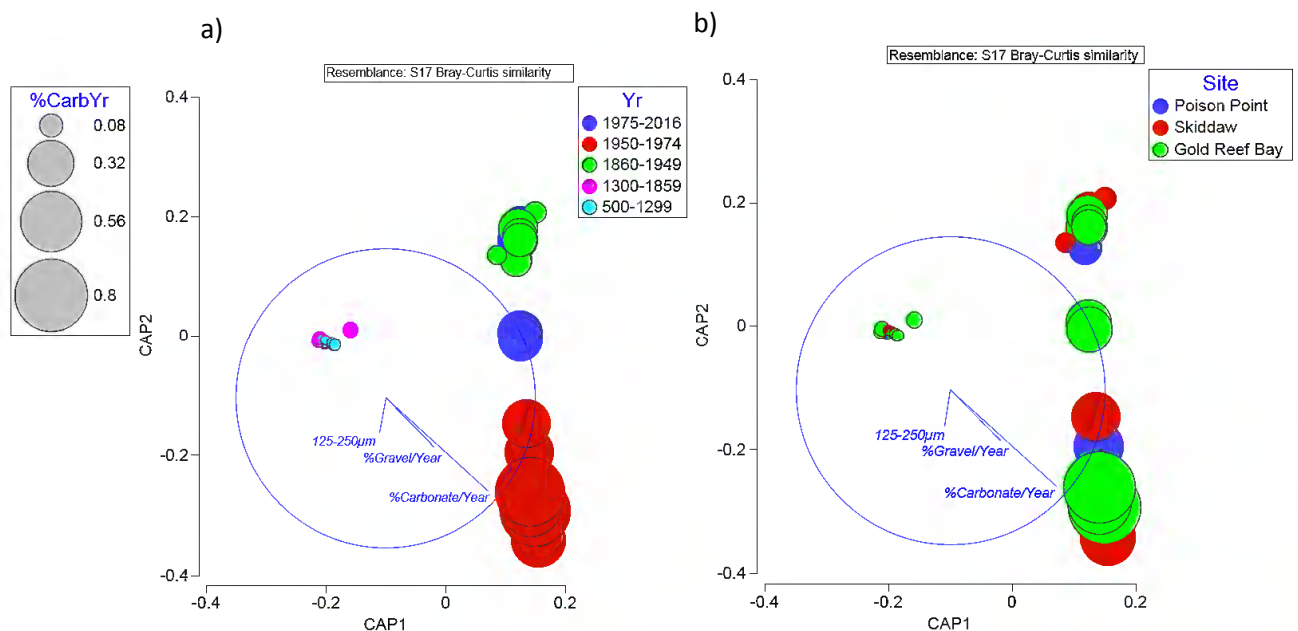 a)
b)
Resemblance: S17 Bray-Curtis similarity
Resemblance: S17 Bray-Curtis similarity
%CarbYr
0.08
0.32
0.56
0.8
Yr
1975-2016
1950-1974
1860-1949
1300-1859
500-1299
Site
Poison Point
Skiddaw
Gold Reef Bay
0.4
0.2
0
-0.2
-0.4
CAP2
125-250µm
%Gravel/Year
%Carbonate/Year
-0.4
-0.2
0
0.2
CAP1
0.4
0.2
0
-0.2
-0.4
CAP2
125-250µm
%Gravel/Year
%Carbonate/Year
-0.4
-0.2
0
0.2
CAP1